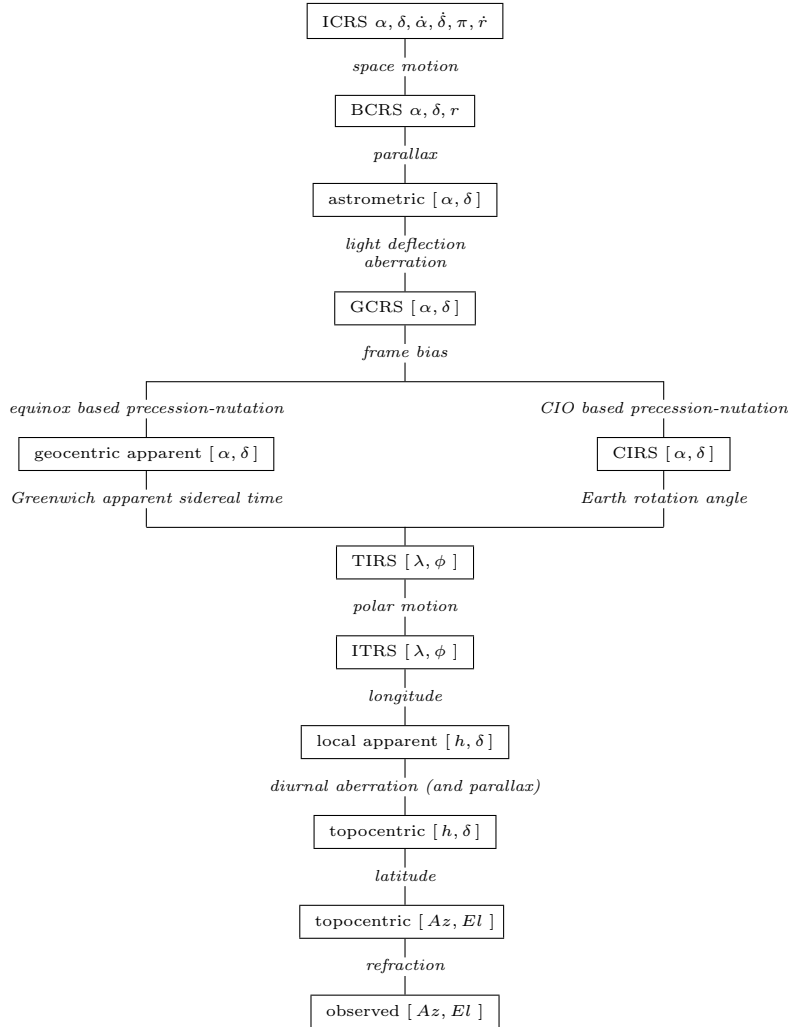 ICRS α, δ, α̇, δ̇, π, ṙ
space motion
BCRS α, δ, r
parallax
astrometric [ α, δ ]
light deflection
aberration
GCRS [ α, δ ]
frame bias
equinox based precession-nutation
CIO based precession-nutation
geocentric apparent [ α, δ ]
CIRS [ α, δ ]
Greenwich apparent sidereal time
Earth rotation angle
TIRS [ λ, ϕ ]
polar motion
ITRS [ λ, ϕ ]
longitude
local apparent [ h, δ ]
diurnal aberration (and parallax)
topocentric [ h, δ ]
latitude
topocentric [ Az, El ]
refraction
observed [ Az, El ]